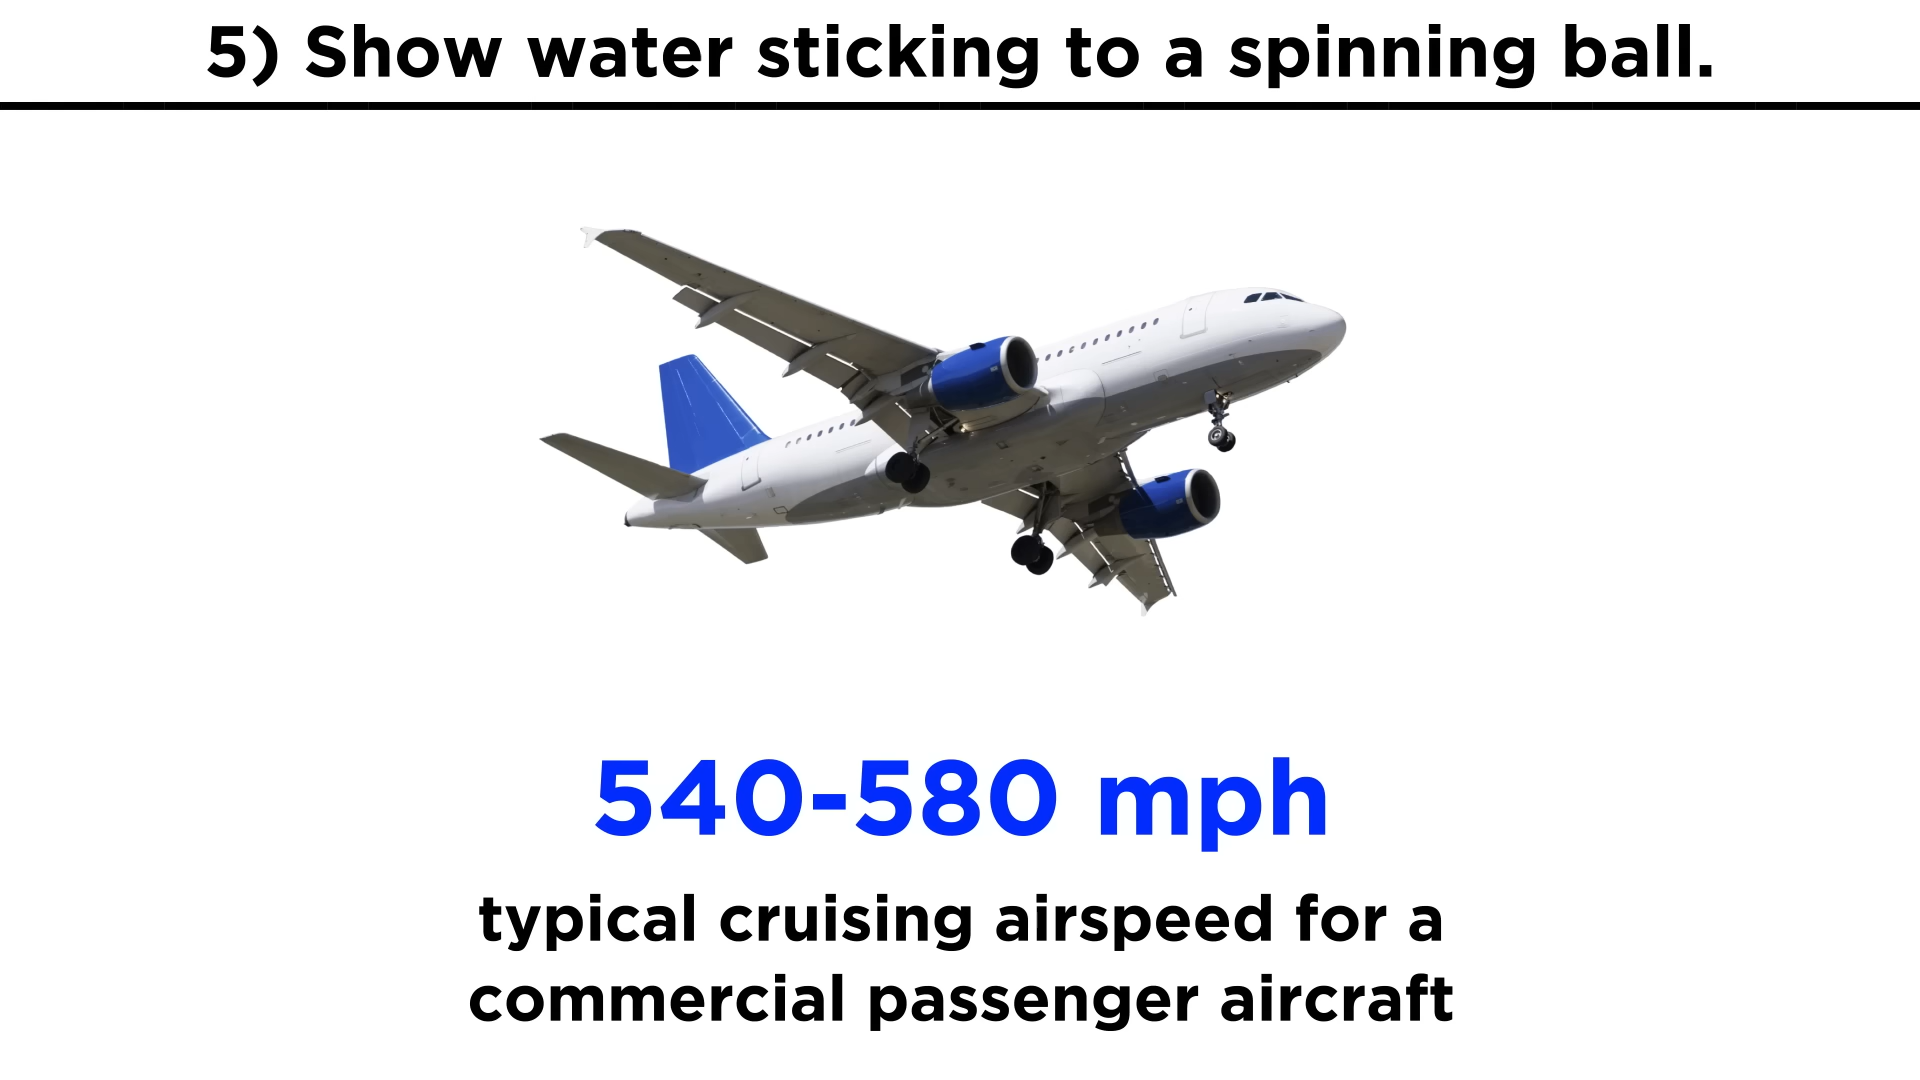 5) Show water sticking to a spinning ball.
540-580 mph
typical cruising airspeed for a
commercial passenger aircraft